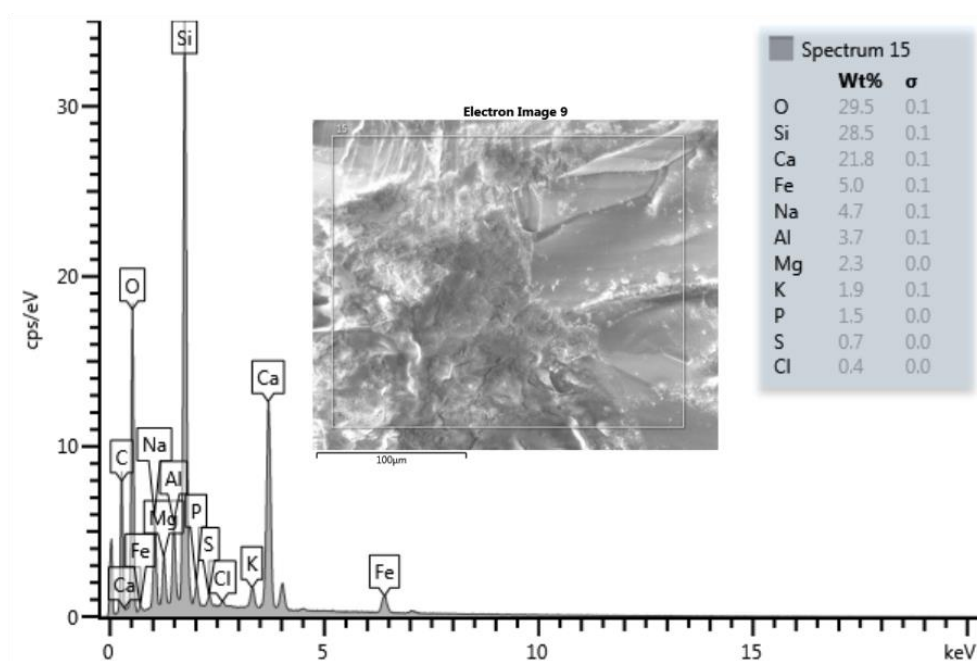 Si
30
20
10
0
cps/eV
O
C
Na
Al
Mg
P
Fe
S
Ca
Cl
K
Ca
Fe
0
5
10
15
keV
Electron Image 9
15
100µm
Spectrum 15
Wt% σ
O 29.5 0.1
Si 28.5 0.1
Ca 21.8 0.1
Fe 5.0 0.1
Na 4.7 0.1
Al 3.7 0.1
Mg 2.3 0.0
K 1.9 0.1
P 1.5 0.0
S 0.7 0.0
Cl 0.4 0.0